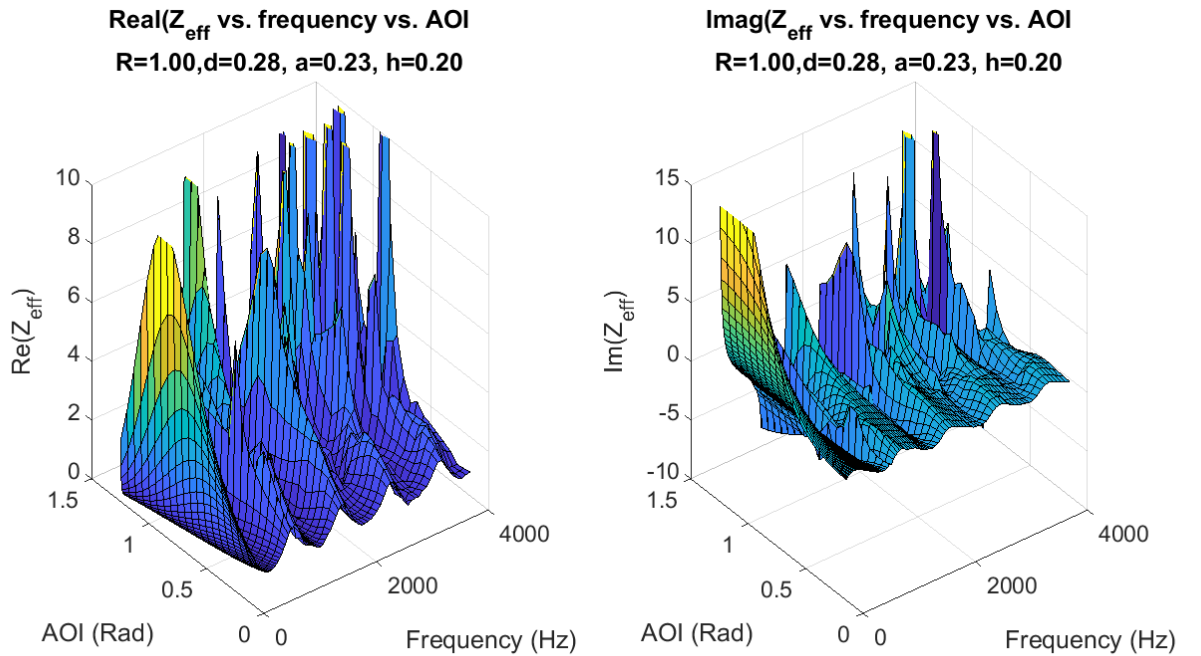 Real(Z_eff vs. frequency vs. AOI
R=1.00,d=0.28, a=0.23, h=0.20
10
8
6
4
2
0
Re(Z_eff)
1.5
1
0.5
0
AOI (Rad)
0
2000
4000
Frequency (Hz)
Imag(Z_eff vs. frequency vs. AOI
R=1.00,d=0.28, a=0.23, h=0.20
15
10
5
0
-5
-10
Im(Z_eff)
1.5
1
0.5
0
AOI (Rad)
0
2000
4000
Frequency (Hz)